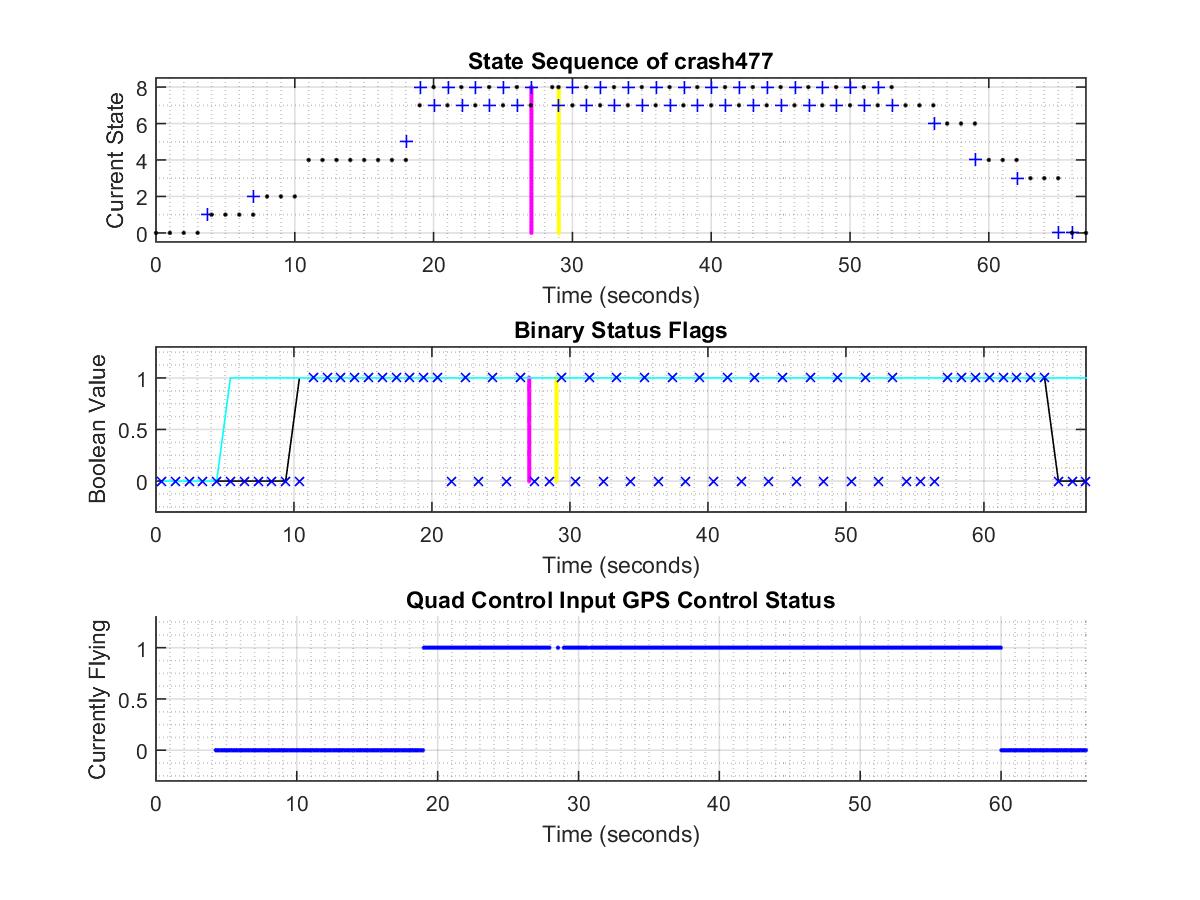 State Sequence of crash477
Current State
8
6
4
2
0
0 10 20 30 40 50 60
Time (seconds)
Binary Status Flags
Boolean Value
1
0.5
0
0 10 20 30 40 50 60
Time (seconds)
Quad Control Input GPS Control Status
Currently Flying
1
0.5
0
0 10 20 30 40 50 60
Time (seconds)